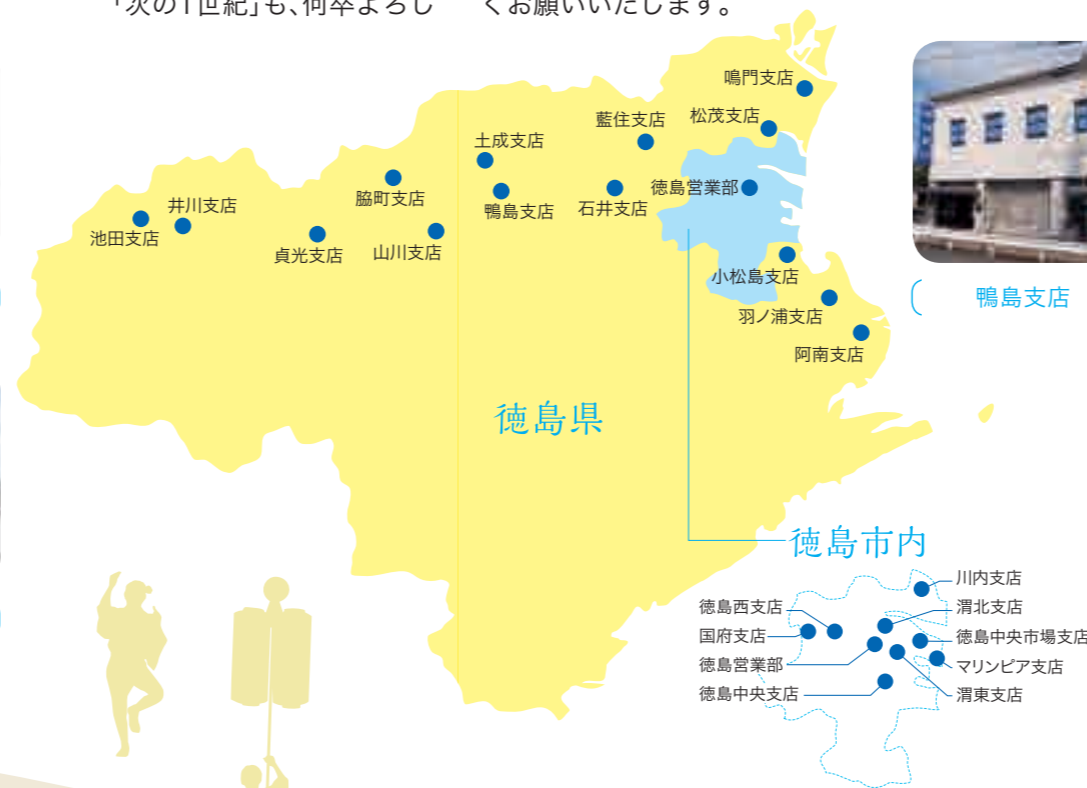 「次の1世紀」も、何卒よろしくお願いいたします。
鳴門支店
松茂支店
藍住支店
土成支店
徳島営業部
脇町支店
鴨島支店
石井支店
井川支店
池田支店
貞光支店
山川支店
小松島支店
羽ノ浦支店
阿南支店
鴨島支店
徳島県
徳島市内
川内支店
徳島西支店
渭北支店
国府支店
徳島中央市場支店
徳島営業部
マリンピア支店
徳島中央支店
渭東支店